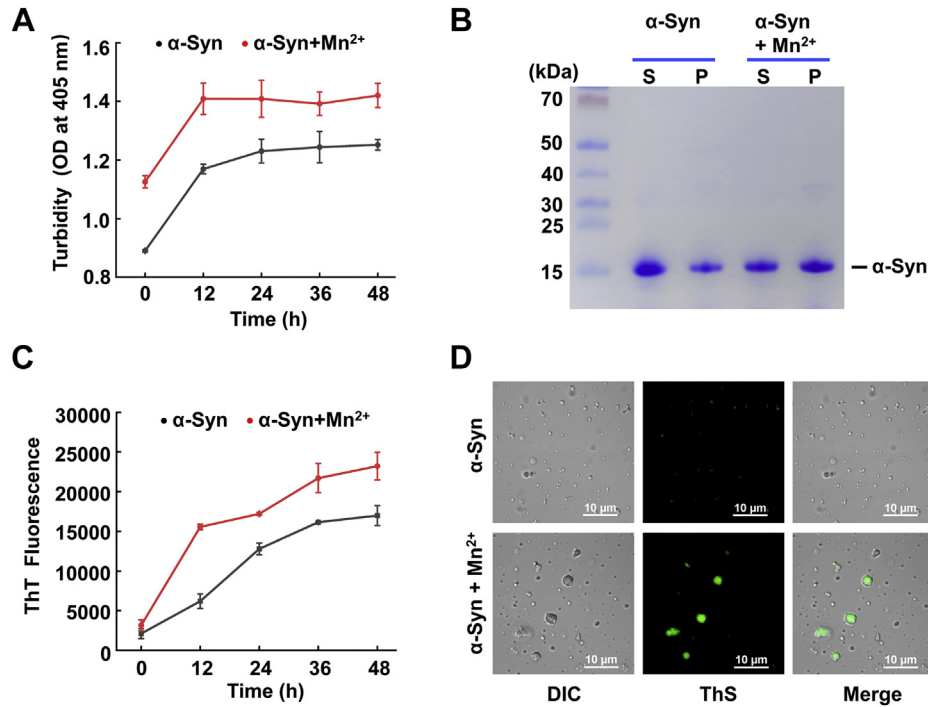 A
α-Syn α-Syn+Mn²⁺
Turbidity (OD at 405 nm)
1.6
1.4
1.2
1.0
0.8
0 12 24 36 48
Time (h)
B
α-Syn α-Syn
+ Mn²⁺
(kDa) S P S P
70
50
40
30
25
15
α-Syn
C
α-Syn α-Syn+Mn²⁺
ThT Fluorescence
30000
25000
20000
15000
10000
5000
0
0 12 24 36 48
Time (h)
D
α-Syn
10 μm 10 μm 10 μm
α-Syn + Mn²⁺
10 μm 10 μm 10 μm
DIC ThS Merge